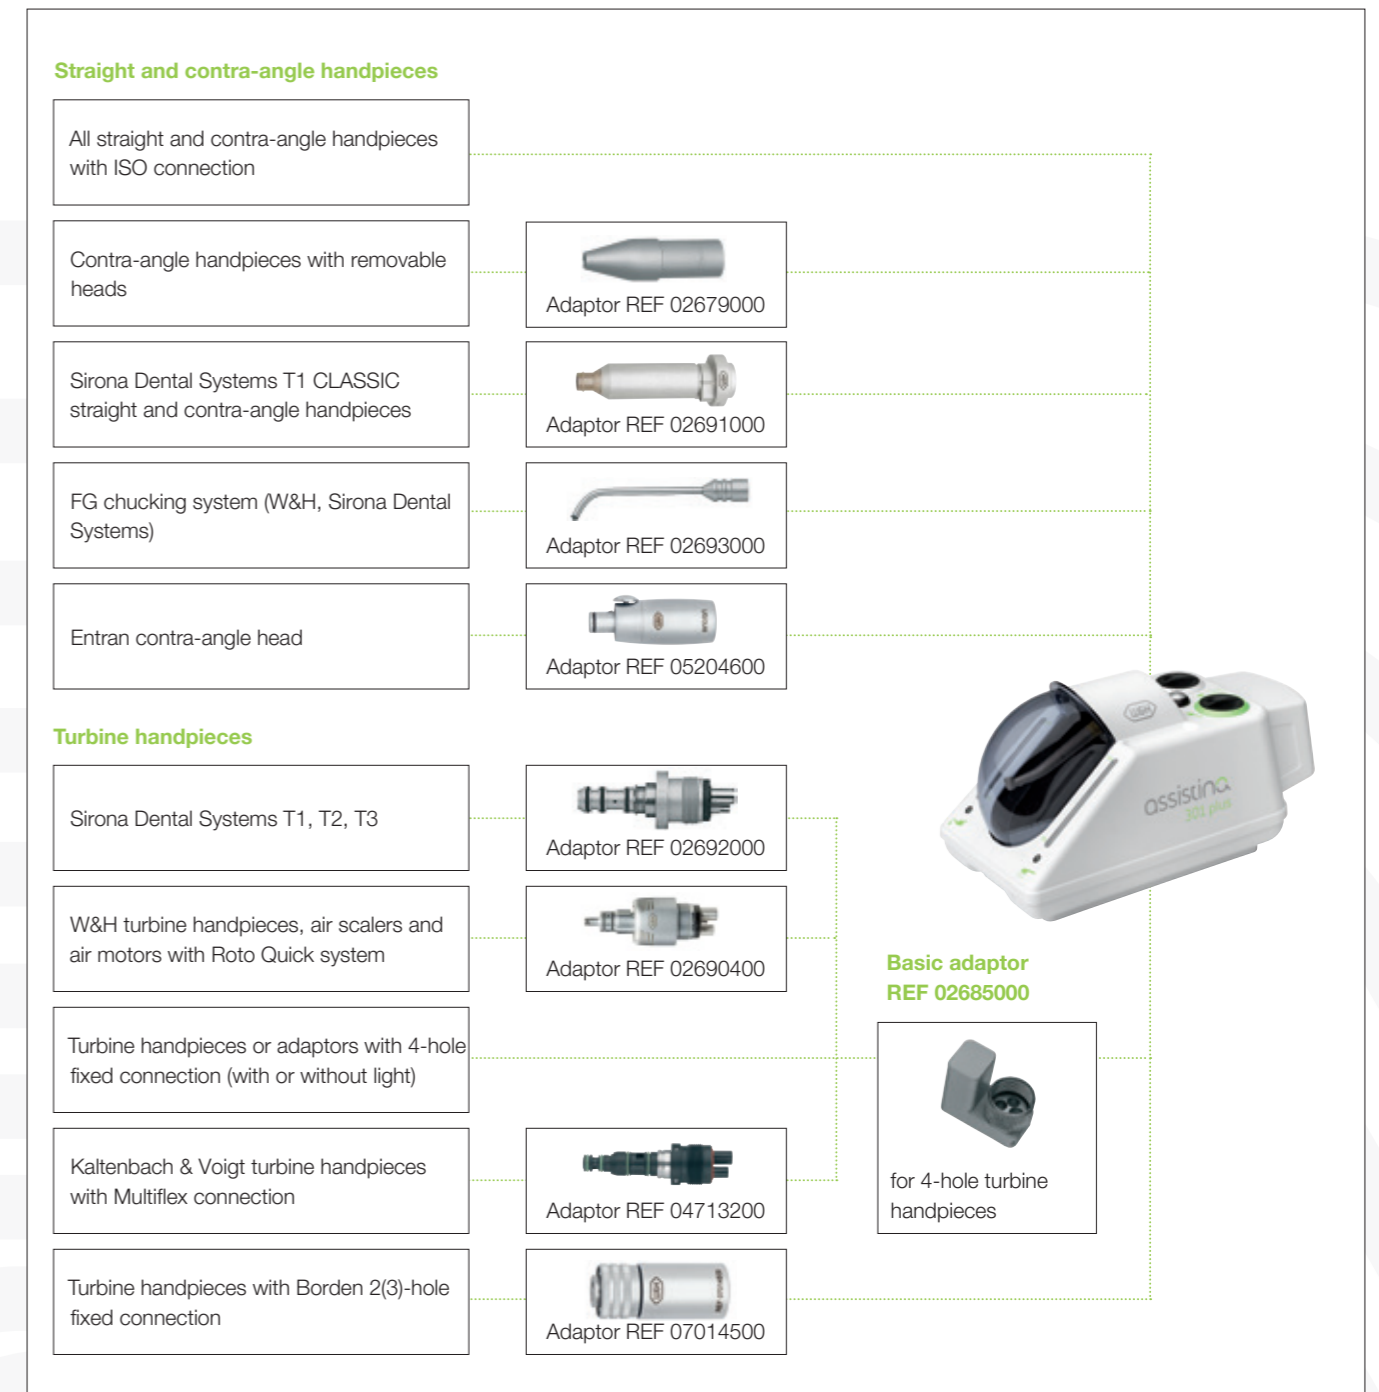 Straight and contra-angle handpieces
All straight and contra-angle handpieces
with ISO connection
Contra-angle handpieces with removable
heads
Adaptor REF 02679000
Sirona Dental Systems T1 CLASSIC
straight and contra-angle handpieces
Adaptor REF 02691000
FG chucking system (W&H, Sirona Dental
Systems)
Adaptor REF 02693000
Entran contra-angle head
Adaptor REF 05204600
W&H
assistina
301 plus
Turbine handpieces
Sirona Dental Systems T1, T2, T3
Adaptor REF 02692000
W&H turbine handpieces, air scalers and
air motors with Roto Quick system
Adaptor REF 02690400
Basic adaptor
REF 02685000
Turbine handpieces or adaptors with 4-hole
fixed connection (with or without light)
for 4-hole turbine
handpieces
Kaltenbach & Voigt turbine handpieces
with Multiflex connection
Adaptor REF 04713200
Turbine handpieces with Borden 2(3)-hole
fixed connection
W&H
Adaptor REF 07014500